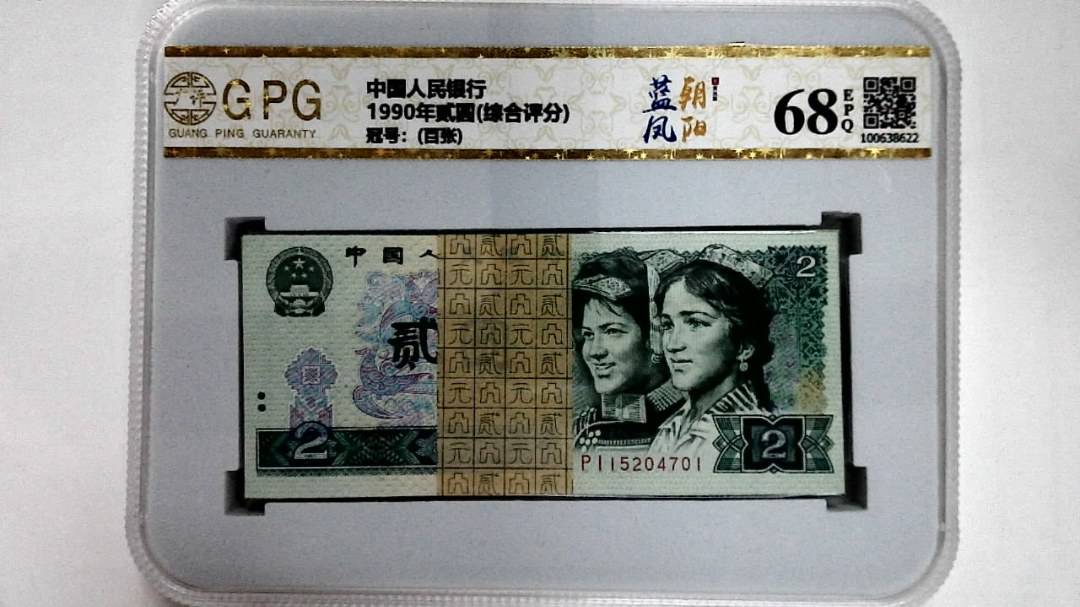 GPG
GUANG PING GUARANTY
中国人民银行
1990年贰圆(综合评分)
冠号：(百张)
蓝凤
朝阳
68
EPQ
100638622
中国人
贰
2
2
2
PI15204701